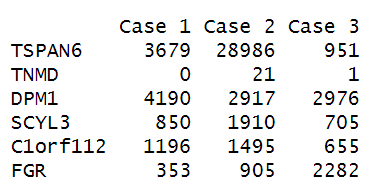 Case 1 Case 2 Case 3
TSPAN6 3679 28986 951
TNMD 0 21 1
DPM1 4190 2917 2976
SCYL3 850 1910 705
C1orf112 1196 1495 655
FGR 353 905 2282